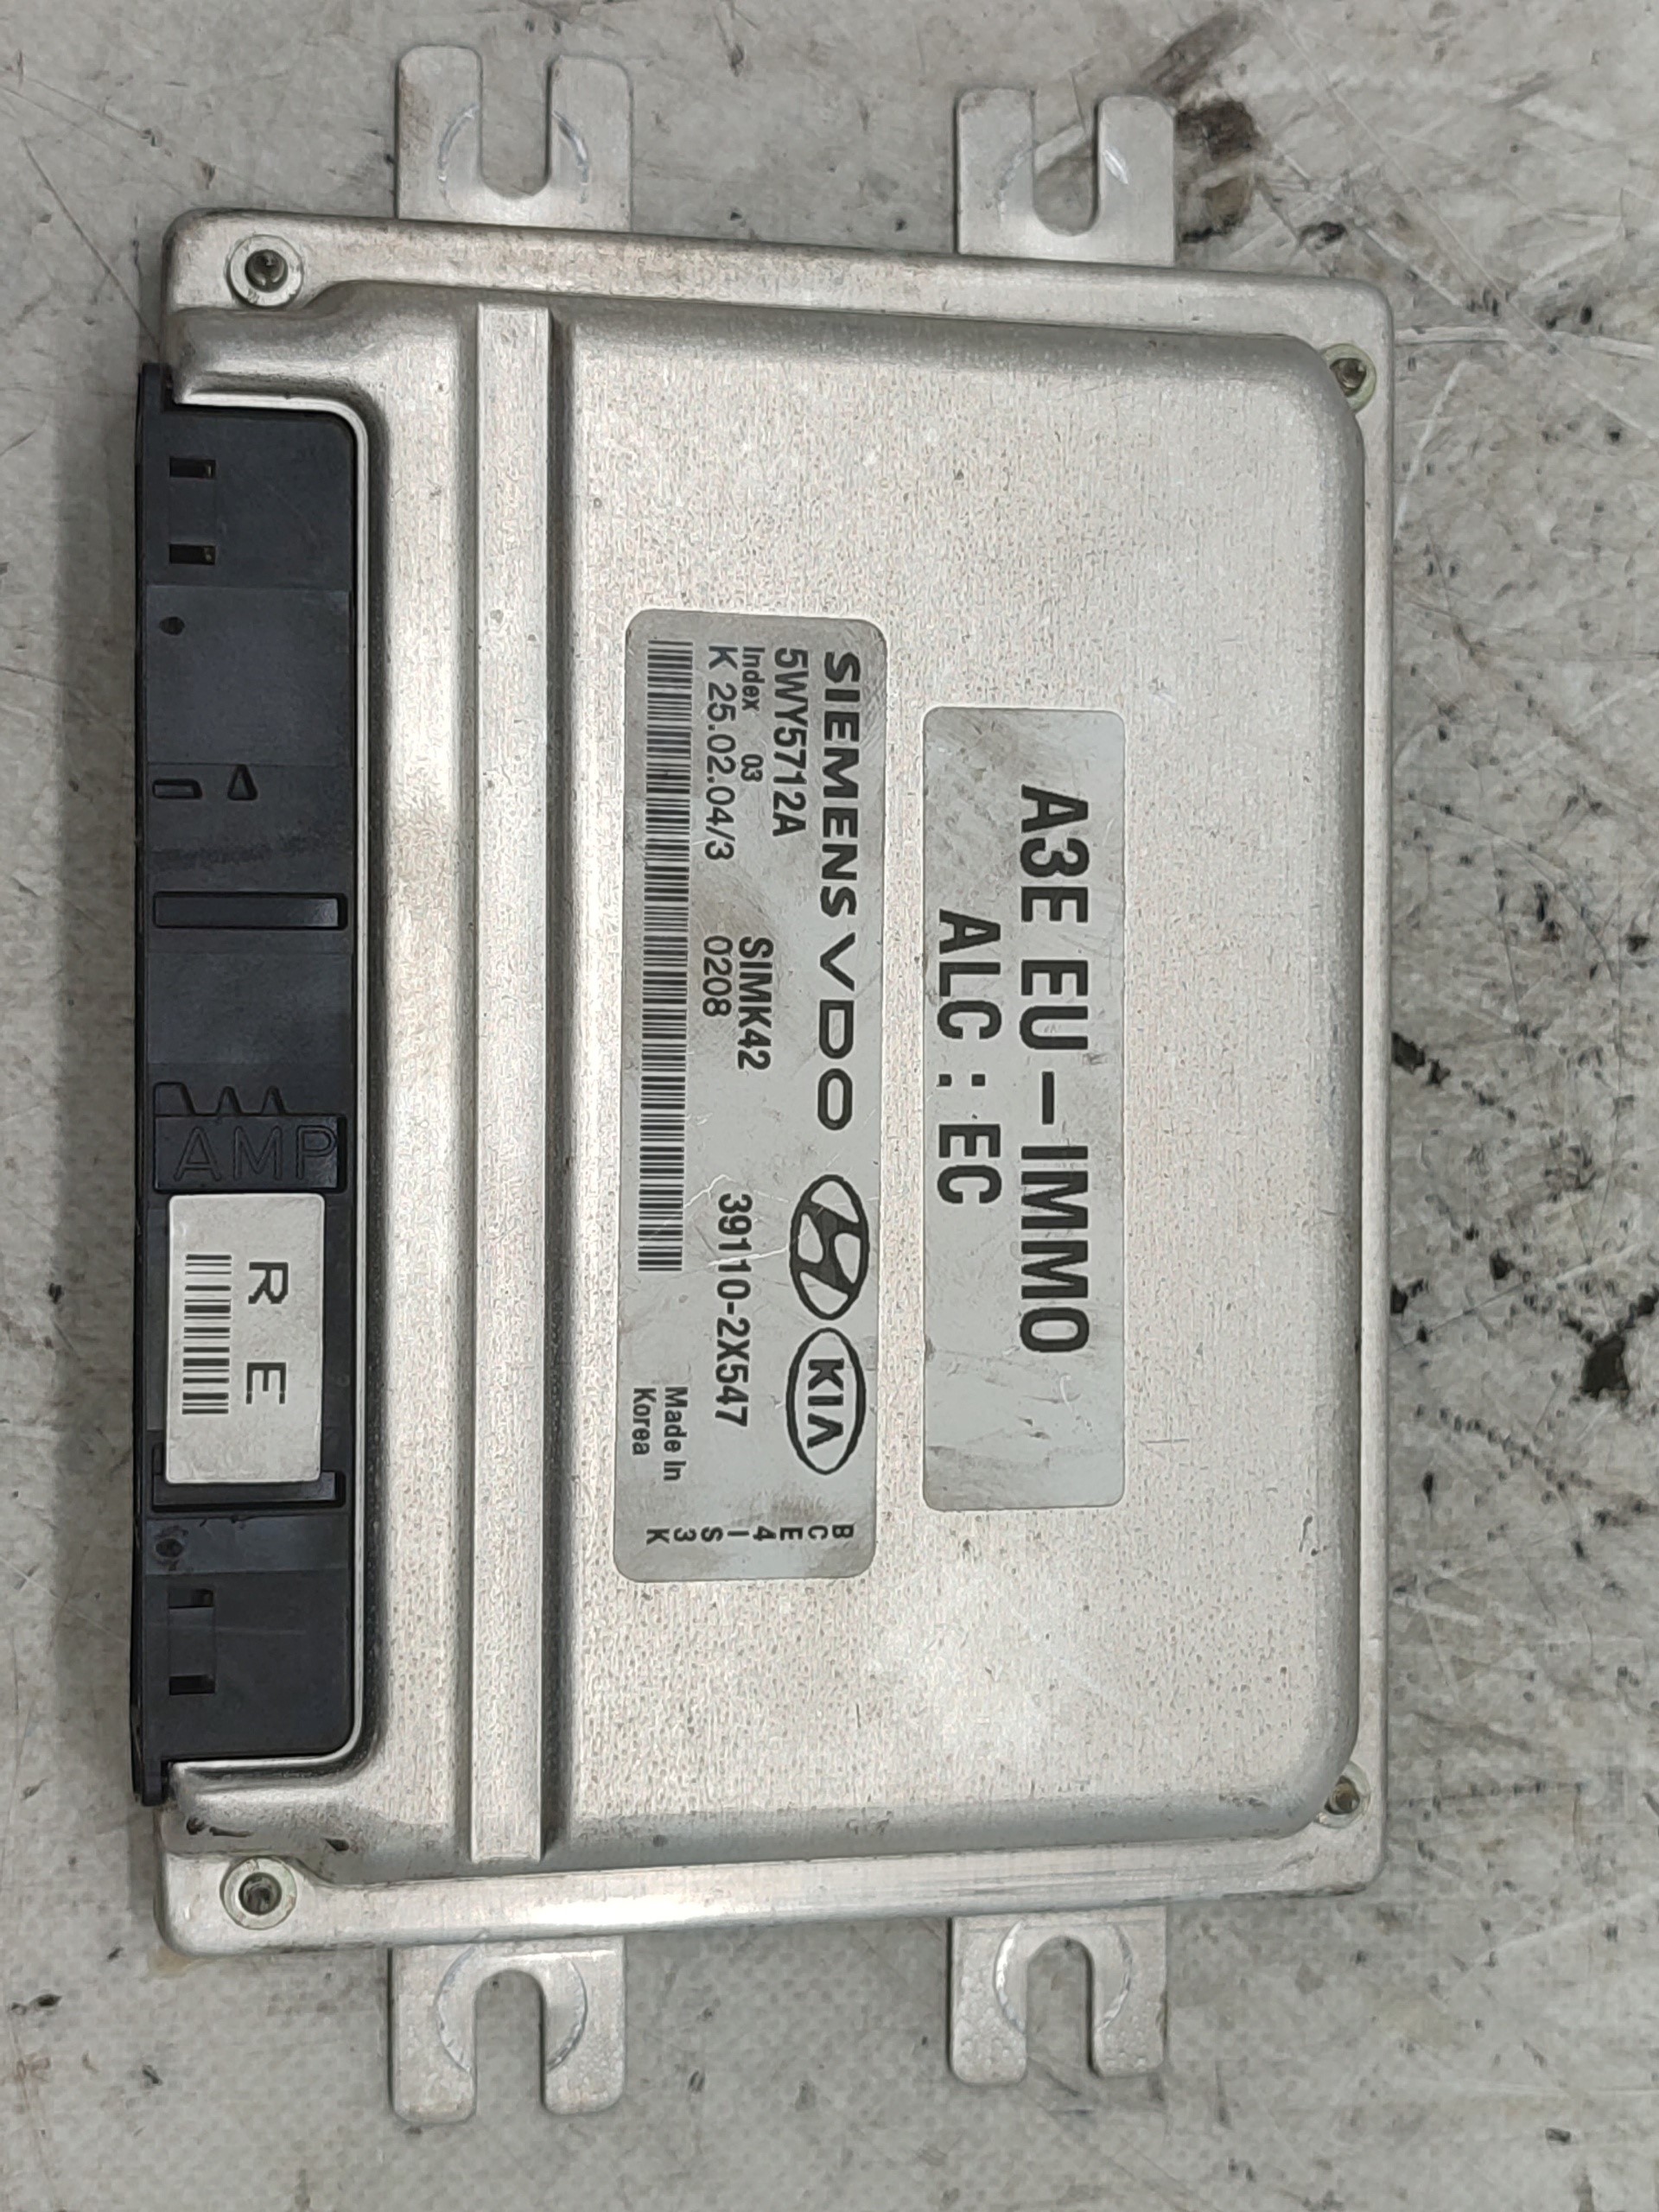 A3E EU-IMMO
ALC : EC
SIEMENS VDO
KIA
5WY5712A
Index 03
SIMK42
39110-2X547
K 25.02.04/3
0208
Made In
Korea
B
C
E
4
I
S
3
K
AMP
R E